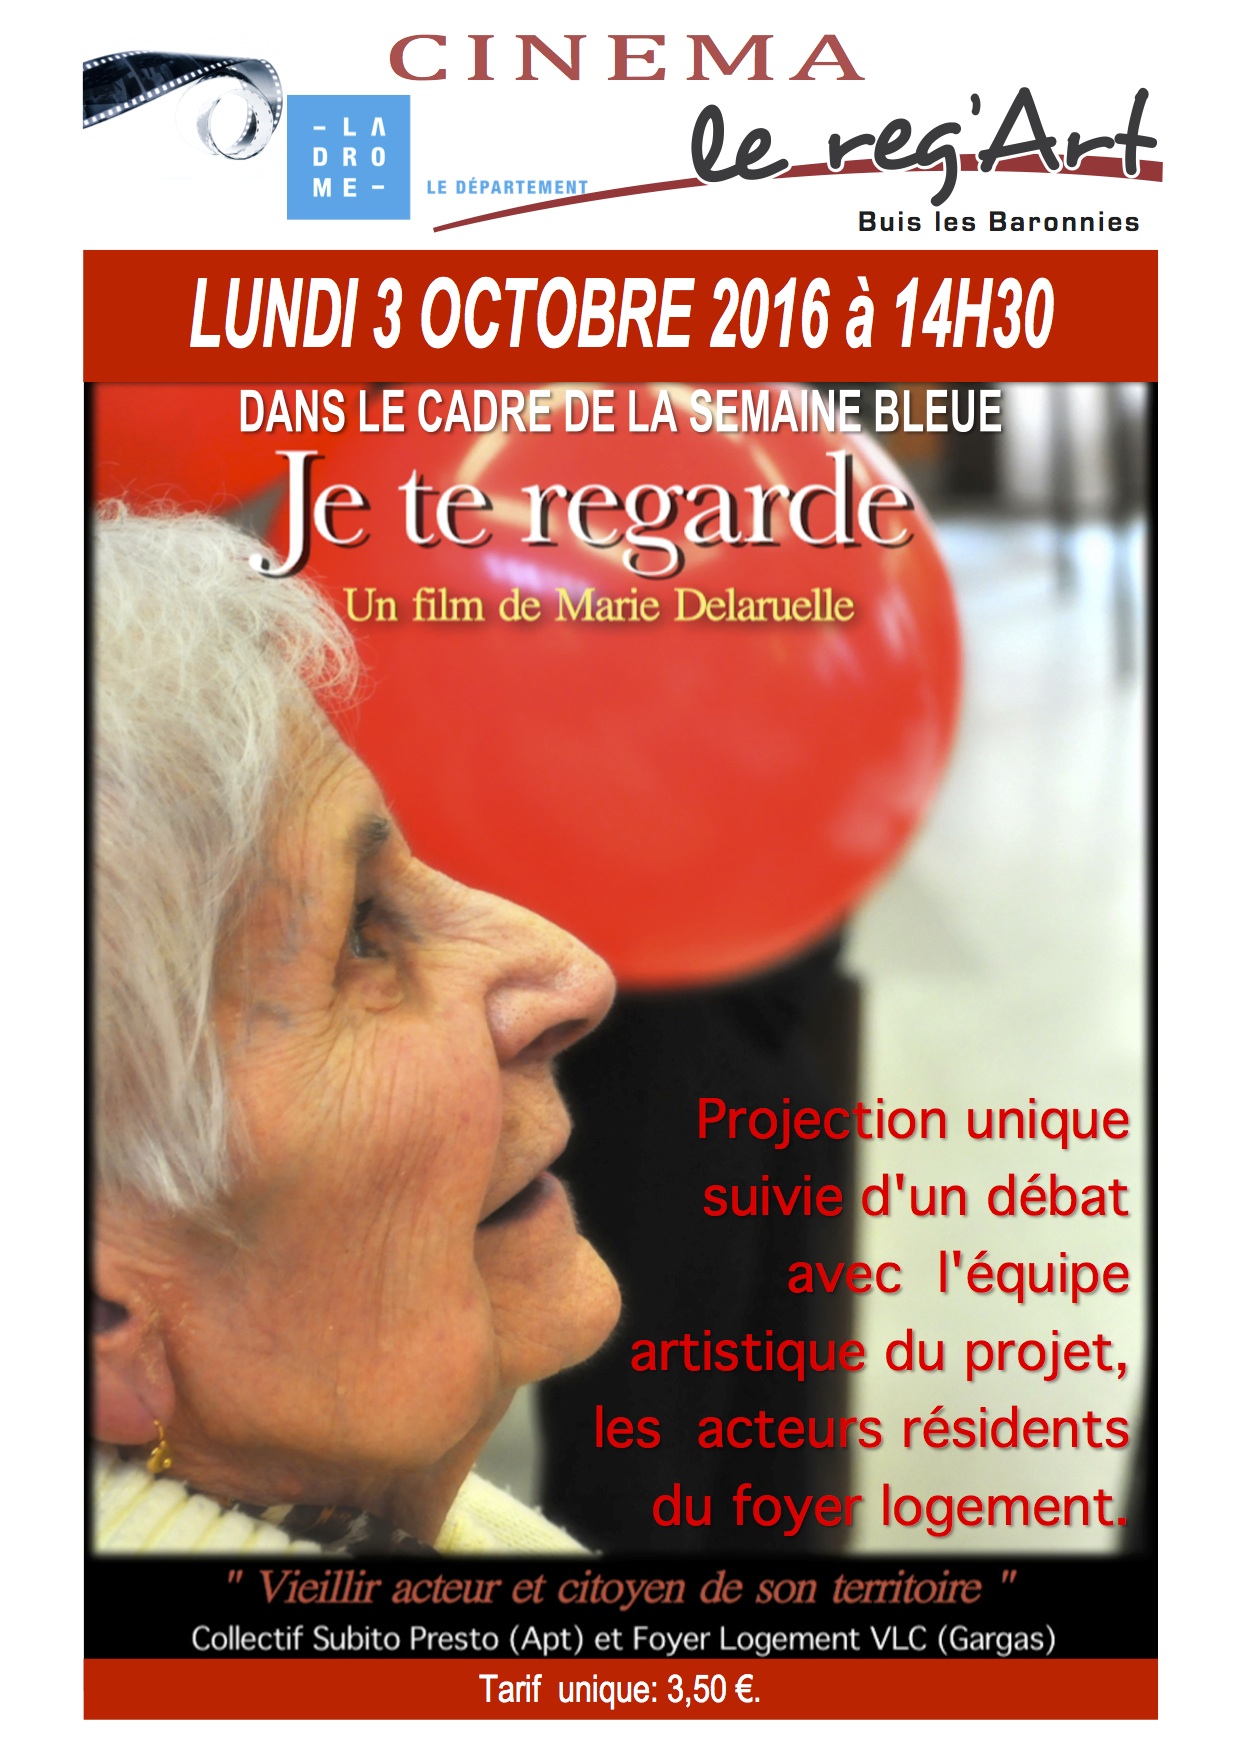 CINEMA
- L A
D R O
M E -
LE DÉPARTEMENT
le reg'Art
Buis les Baronnies
LUNDI 3 OCTOBRE 2016 à 14H30
DANS LE CADRE DE LA SEMAINE BLEUE
Je te regarde
Un film de Marie Delaruelle
Projection unique
suivie d'un débat
avec l'équipe
artistique du projet,
les acteurs résidents
du foyer logement.
" Vieillir acteur et citoyen de son territoire "
Collectif Subito Presto (Apt) et Foyer Logement VLC (Gargas)
Tarif unique: 3,50 €.